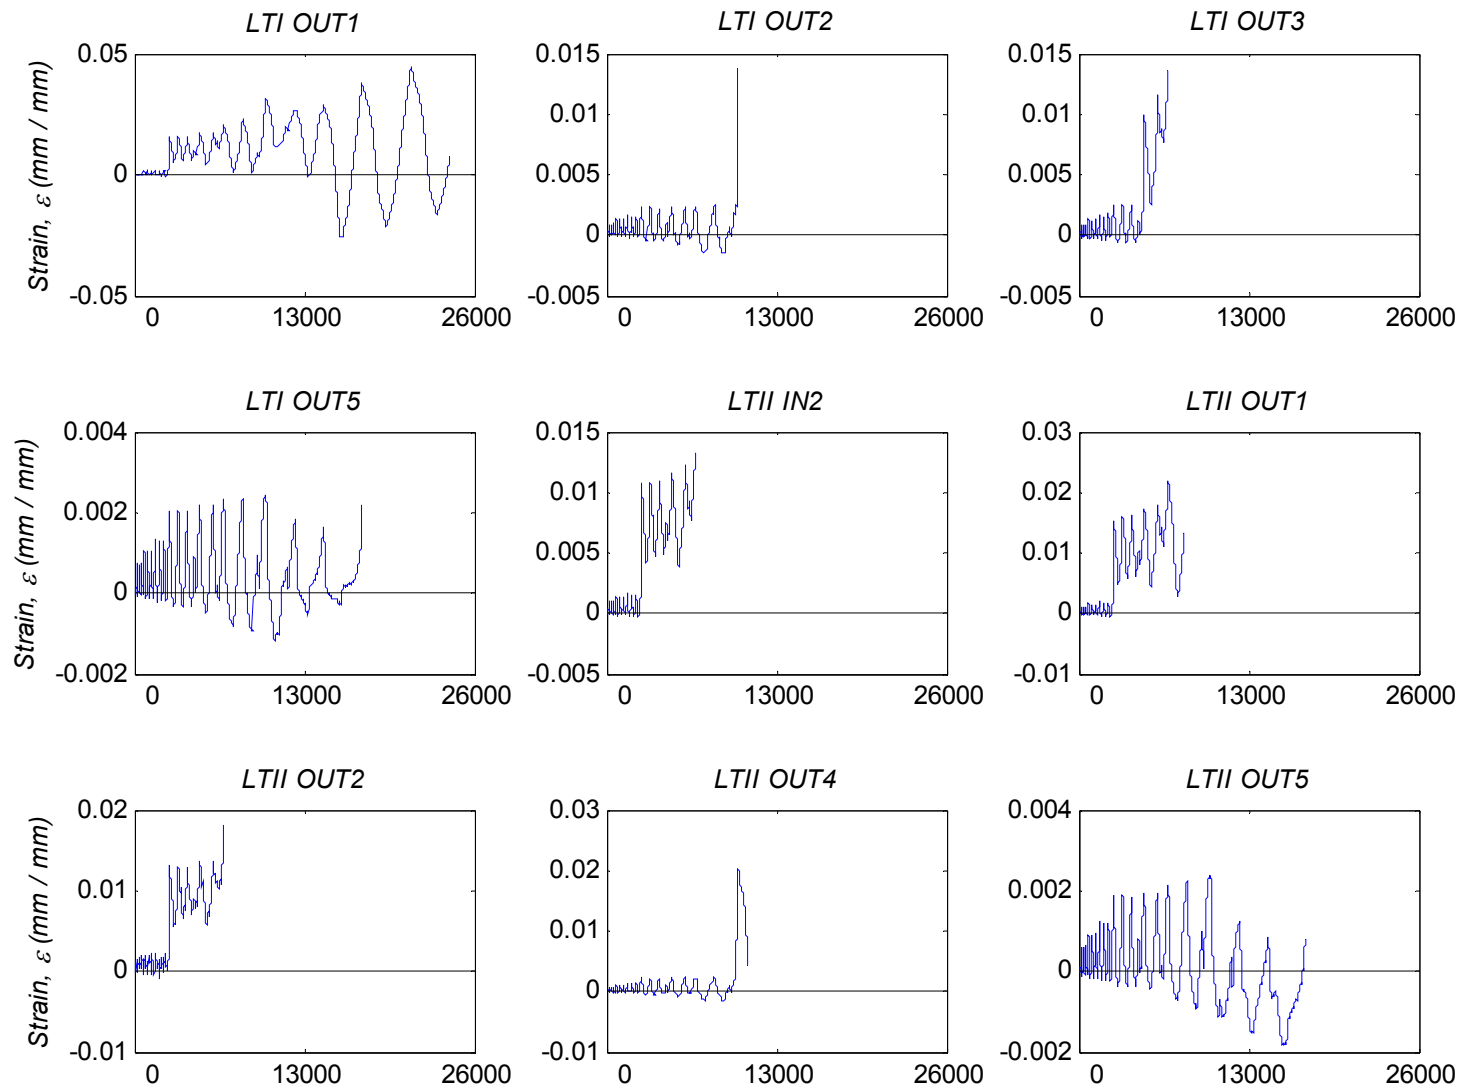 LTI OUT1 LTI OUT2 LTI OUT3
0.05 0.015 0.015
0.01 0.01
0 0.005 0.005
0 0
-0.05 -0.005 -0.005
0 13000 26000 0 13000 26000 0 13000 26000
Strain, ε (mm / mm)
LTI OUT5 LTII IN2 LTII OUT1
0.004 0.015 0.03
0.002 0.01 0.02
0.005 0.01
0 0 0
-0.002 -0.005 -0.01
0 13000 26000 0 13000 26000 0 13000 26000
Strain, ε (mm / mm)
LTII OUT2 LTII OUT4 LTII OUT5
0.02 0.03 0.004
0.01 0.02 0.002
0.01
0 0 0
-0.01 -0.01 -0.002
0 13000 26000 0 13000 26000 0 13000 26000
Strain, ε (mm / mm)